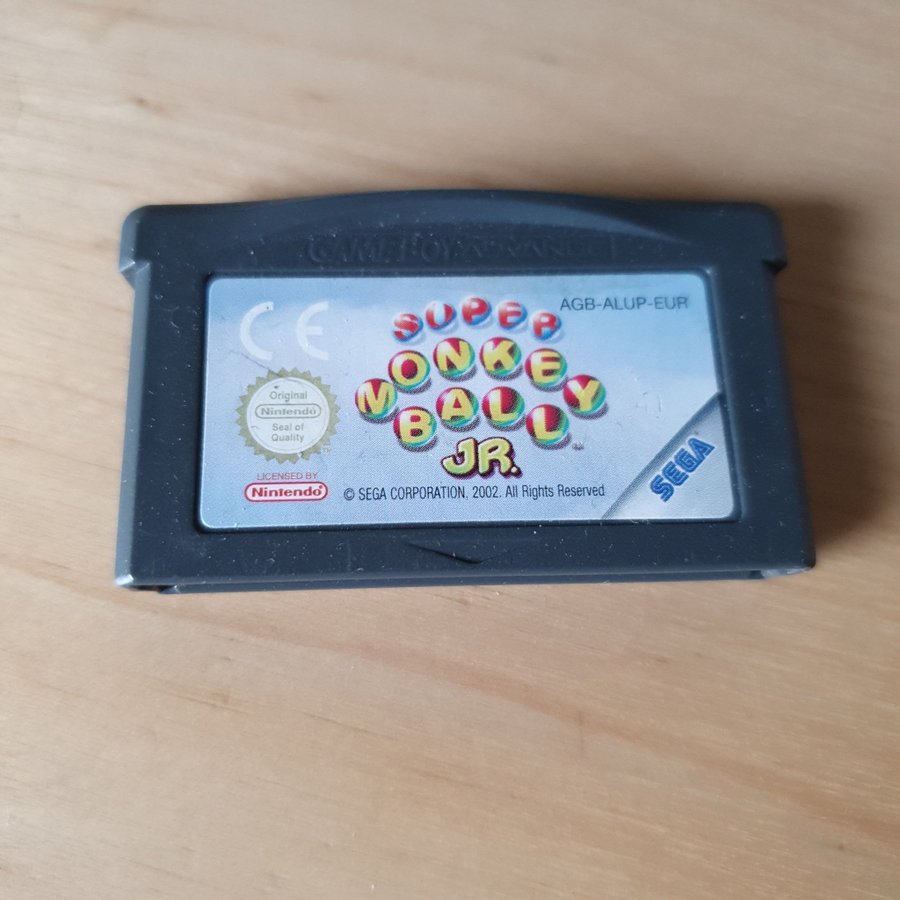 GAME BOY ADVANCE
CE
AGB-ALUP-EUR
SUPER
MONKEY
BALL
JR.
Original
Nintendo
Seal of
Quality
TM
LICENSED BY
Nintendo
© SEGA CORPORATION, 2002. All Rights Reserved
SEGA